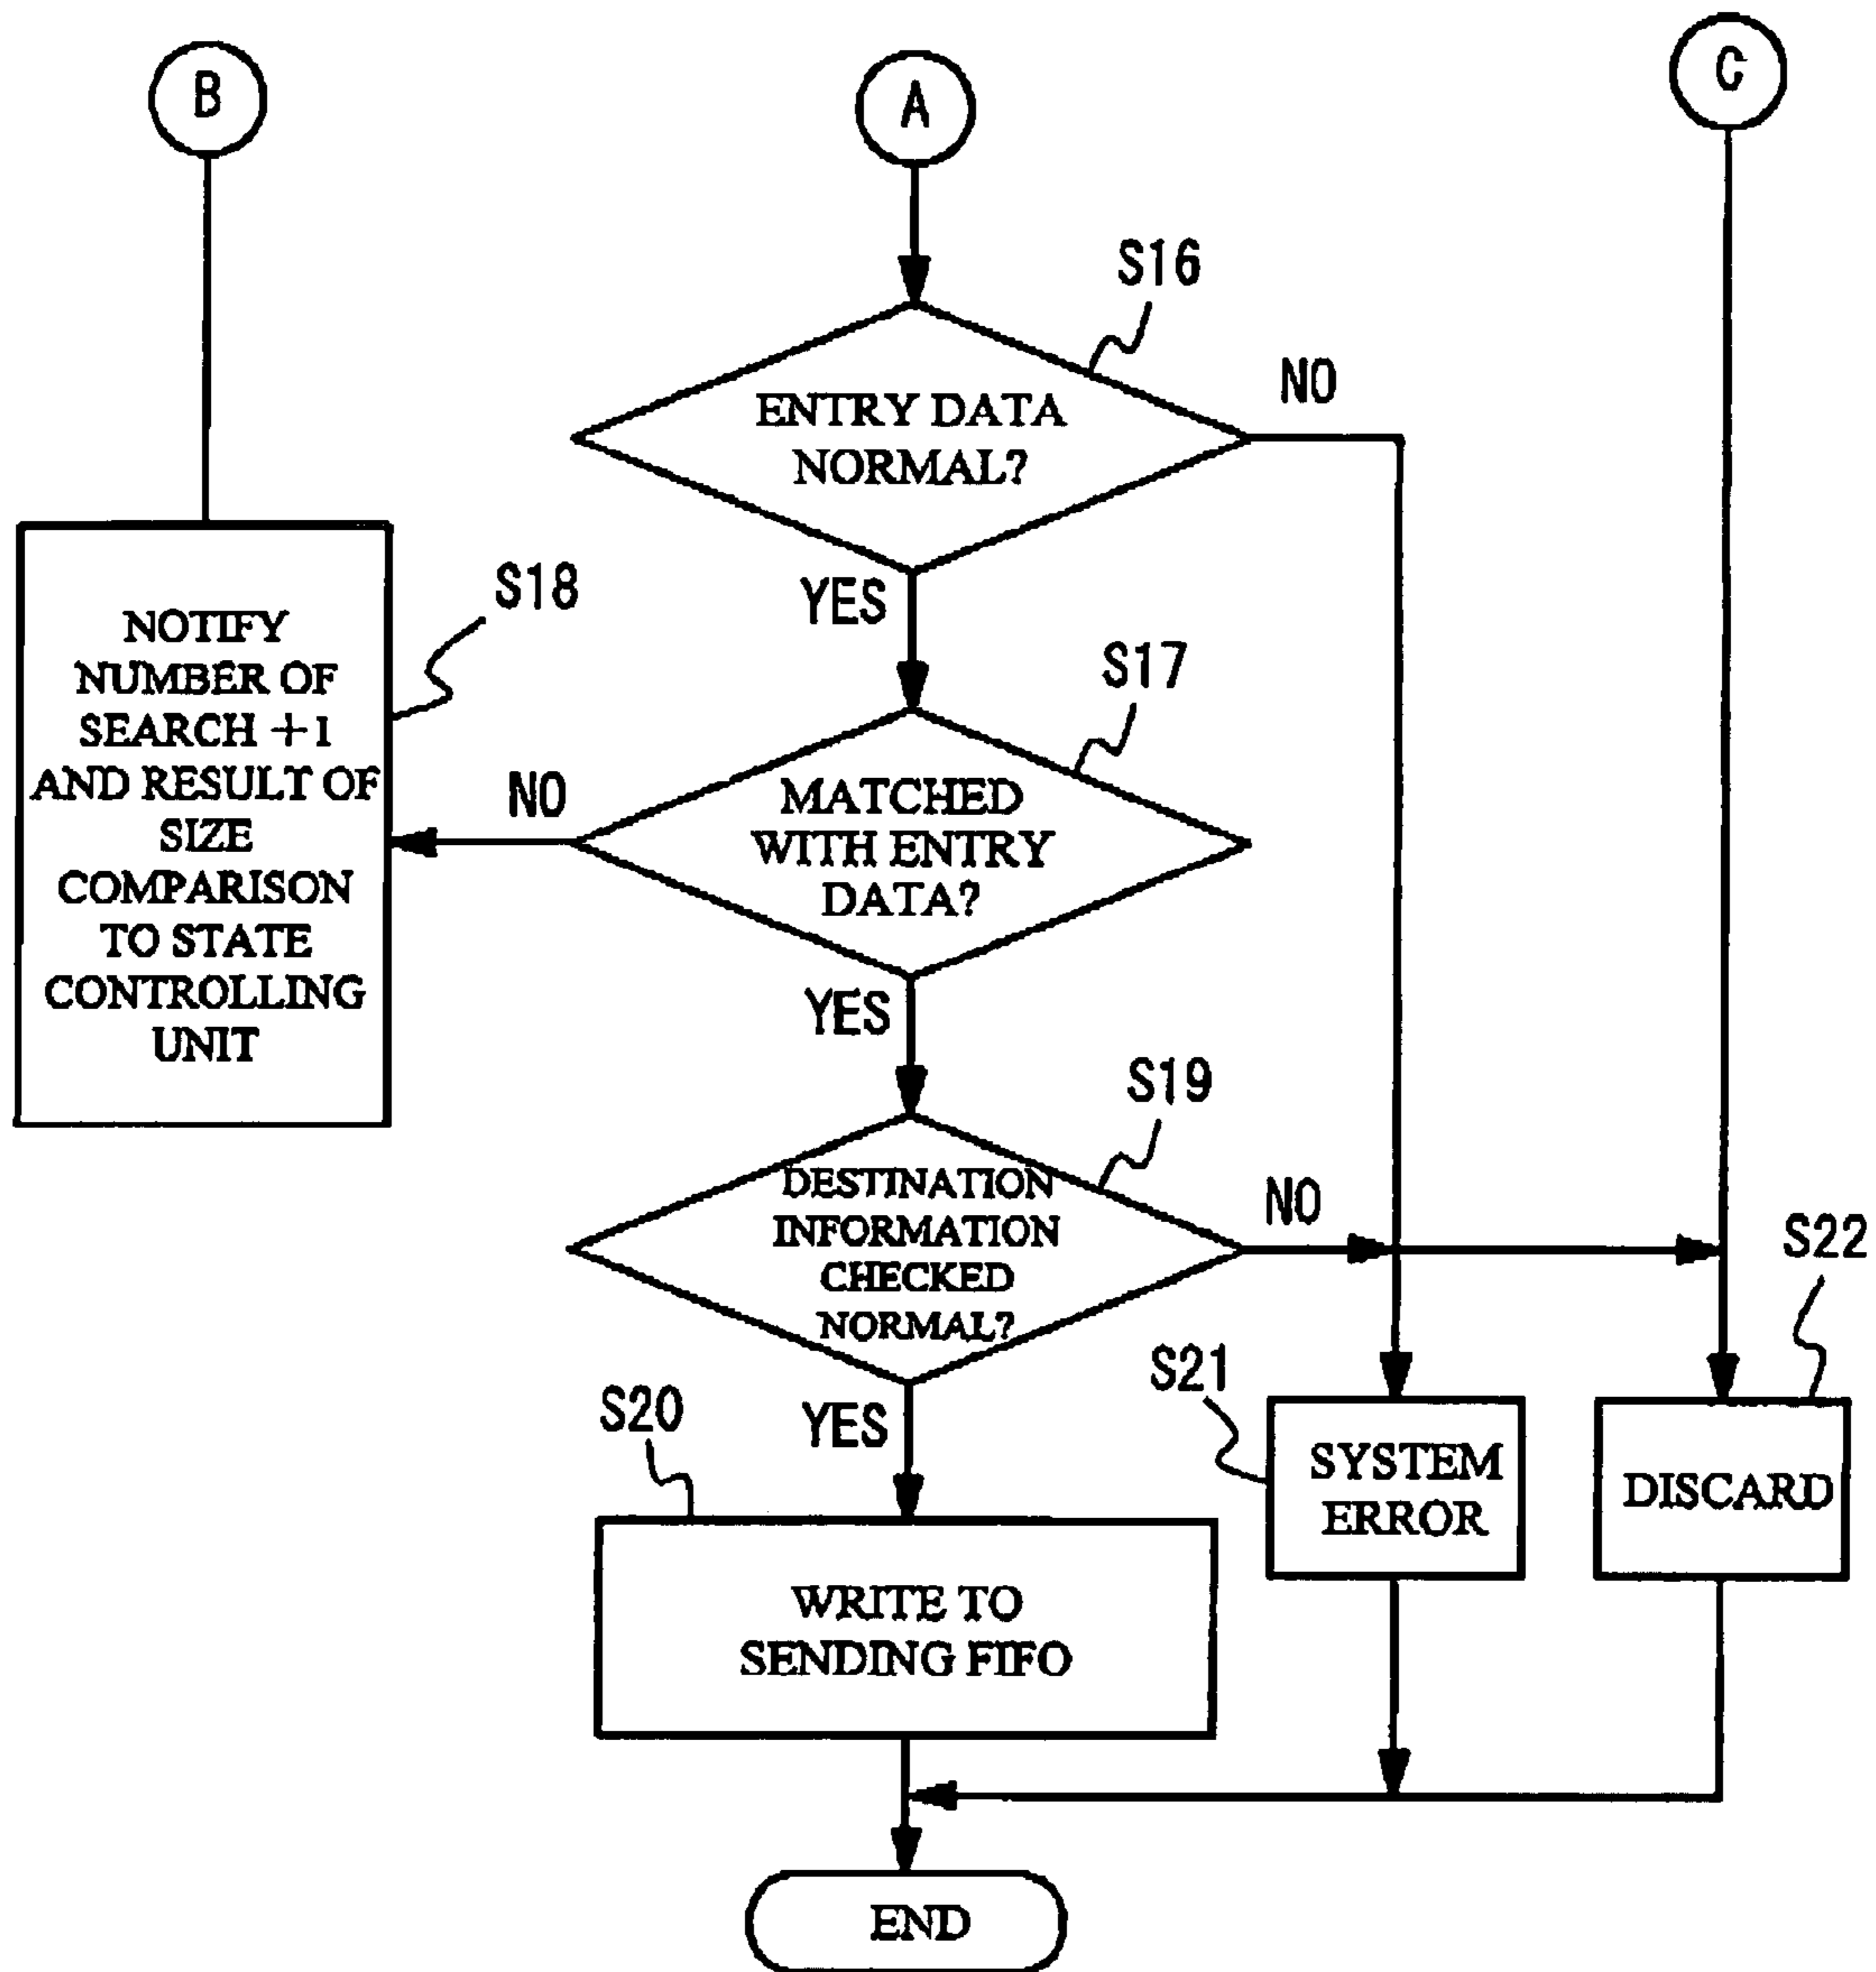 B
A
C
S16
ENTRY DATA
NORMAL?
NO
YES
S18
NOTIFY
NUMBER OF
SEARCH +1
AND RESULT OF
SIZE
COMPARISON
TO STATE
CONTROLLING
UNIT
S17
MATCHED
WITH ENTRY
DATA?
NO
YES
S19
DESTINATION
INFORMATION
CHECKED
NORMAL?
NO
YES
S22
S21
S20
SYSTEM
ERROR
DISCARD
WRITE TO
SENDING FIFO
END